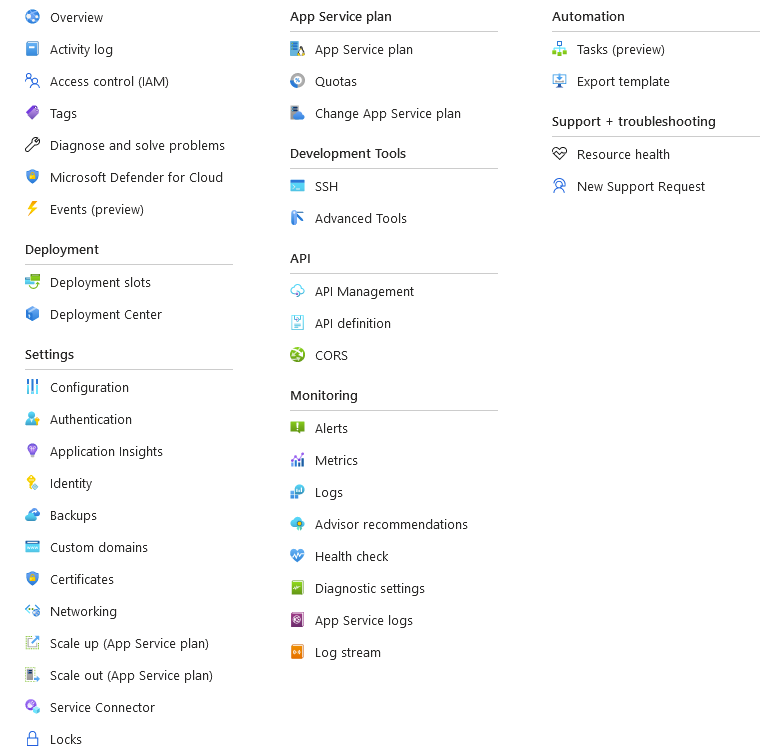 Overview
Activity log
Access control (IAM)
Tags
Diagnose and solve problems
Microsoft Defender for Cloud
Events (preview)
Deployment
Deployment slots
Deployment Center
Settings
Configuration
Authentication
Application Insights
Identity
Backups
Custom domains
Certificates
Networking
Scale up (App Service plan)
Scale out (App Service plan)
Service Connector
Locks
App Service plan
App Service plan
Quotas
Change App Service plan
Development Tools
SSH
Advanced Tools
API
API Management
API definition
CORS
Monitoring
Alerts
Metrics
Logs
Advisor recommendations
Health check
Diagnostic settings
App Service logs
Log stream
Automation
Tasks (preview)
Export template
Support + troubleshooting
Resource health
New Support Request